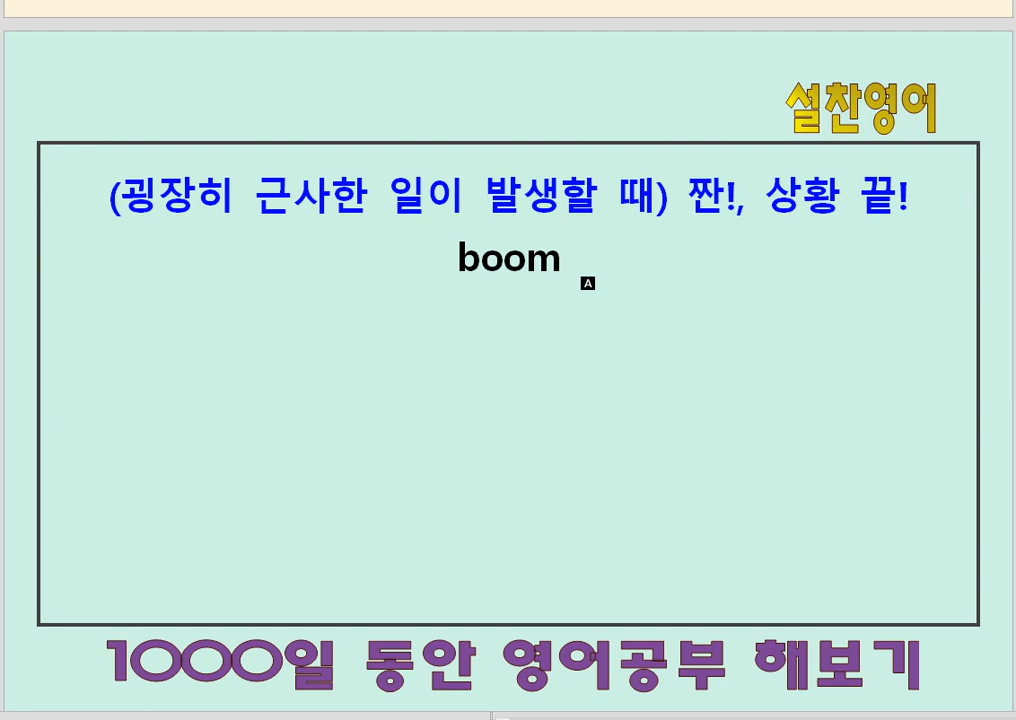 설찬영어
(굉장히 근사한 일이 발생할 때) 짠!, 상황 끝!
boom
A
1000일 동안 영어공부 해보기